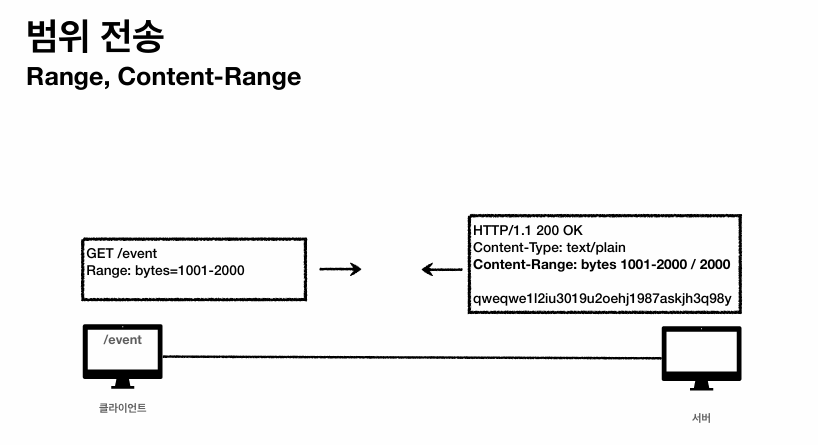 범위 전송
Range, Content-Range
GET /event
Range: bytes=1001-2000
HTTP/1.1 200 OK
Content-Type: text/plain
Content-Range: bytes 1001-2000 / 2000
qweqwe1l2iu3019u2oehj1987askjh3q98y
/event
클라이언트
서버